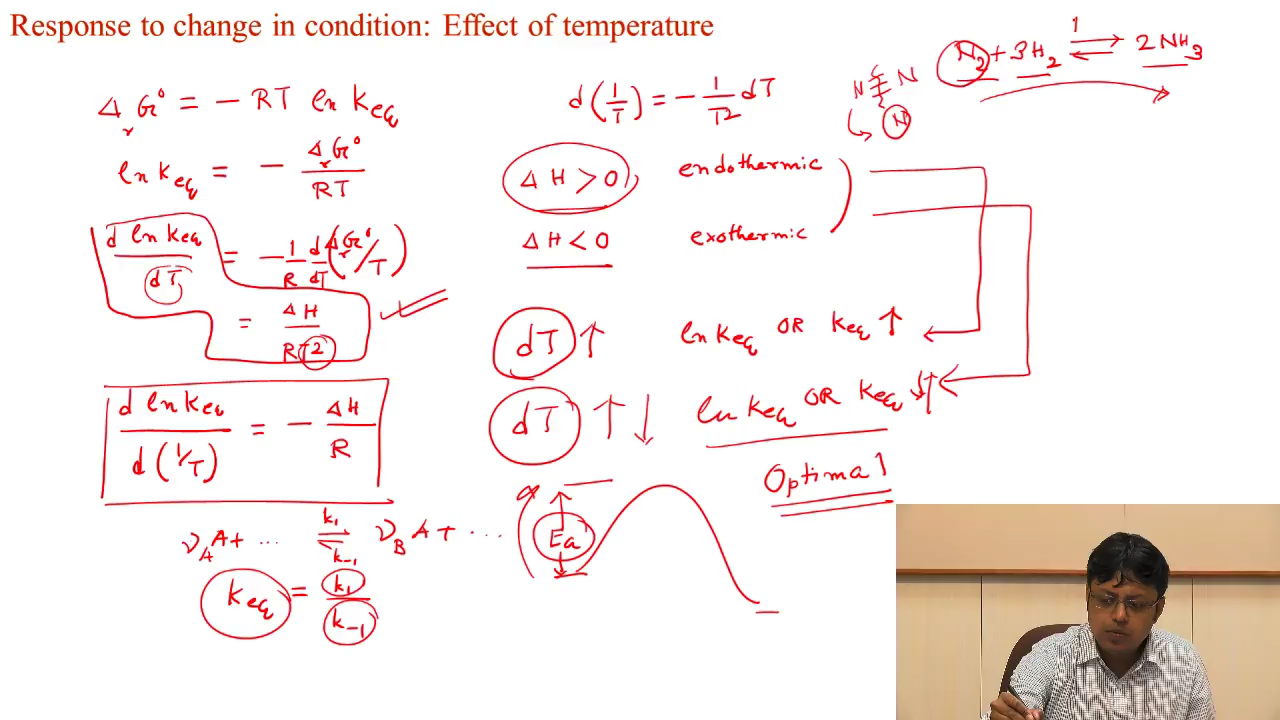 Response to change in condition: Effect of temperature
N₂ + 3H₂ ⇌ 2NH₃
1
N ≡ N
N
ΔᵣG° = − RT ln Keq
d(1/T) = − 1/T² dT
ln Keq = − ΔᵣG°/RT
ΔH > 0 endothermic
ΔH < 0 exothermic
d ln Keq/dT = − 1/R d/dT (ΔᵣG°/T)
= ΔH/RT²
dT ↑ ln Keq OR Keq ↑
dT ↑ ↓ ln Keq OR Keq ↓ ↑
d ln Keq/d(1/T) = − ΔH/R
Optimal
ν_A A + ... ⇌ ν_B A + ...
k₁
k₋₁
Ea
Keq = k₁/k₋₁